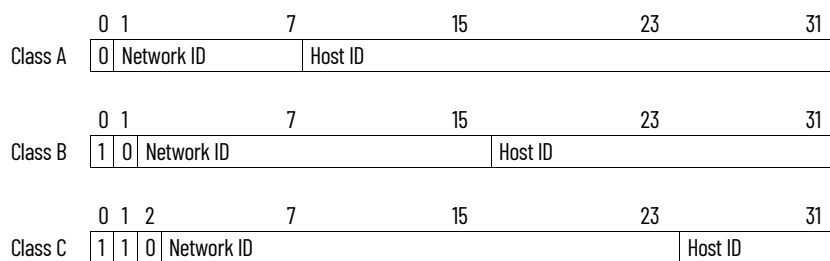 0 1 7 15 23 31
Class A 0 Network ID Host ID
0 1 7 15 23 31
Class B 1 0 Network ID Host ID
0 1 2 7 15 23 31
Class C 1 1 0 Network ID Host ID